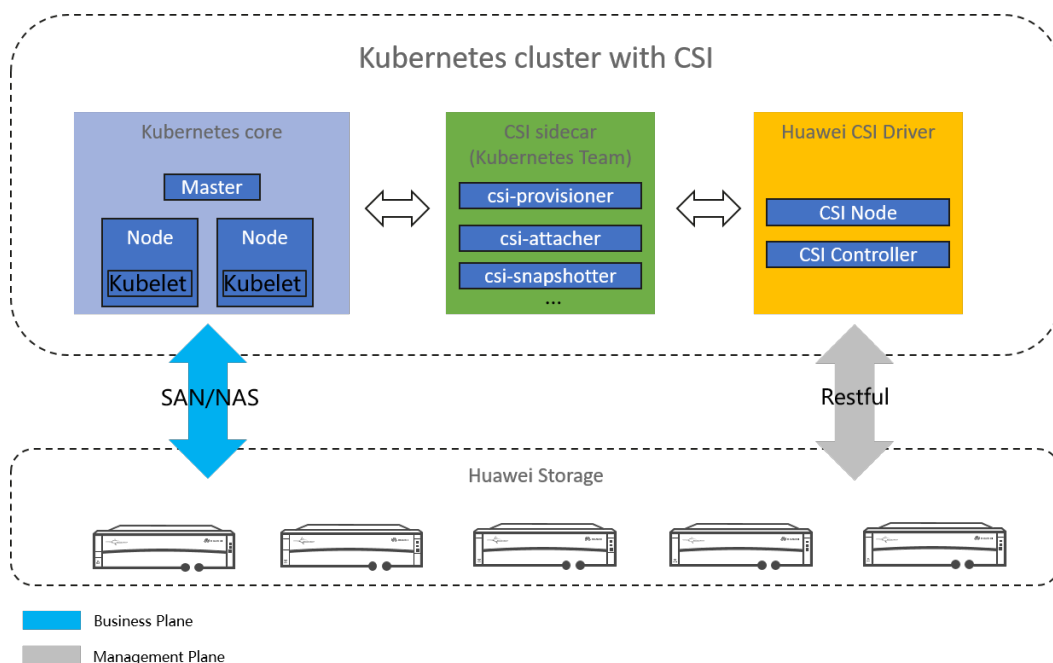 Kubernetes cluster with CSI
Kubernetes core
Master
Node
Kubelet
Node
Kubelet
CSI sidecar
(Kubernetes Team)
csi-provisioner
csi-attacher
csi-snapshotter
...
Huawei CSI Driver
CSI Node
CSI Controller
SAN/NAS
Restful
Huawei Storage
Business Plane
Management Plane